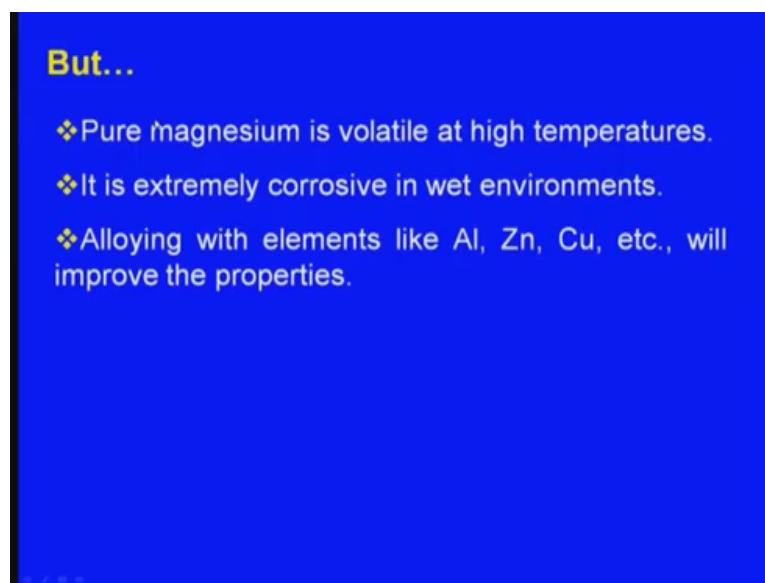 But...
❖Pure magnesium is volatile at high temperatures.
❖It is extremely corrosive in wet environments.
❖Alloying with elements like Al, Zn, Cu, etc., will
improve the properties.